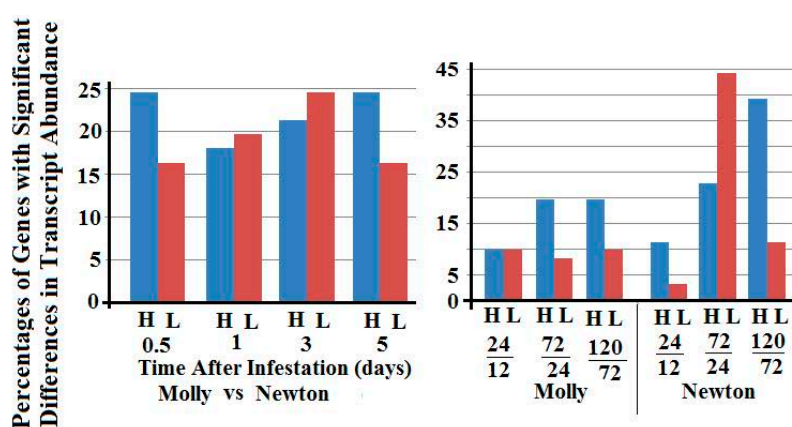 Percentages of Genes with Significant
Differences in Transcript Abundance
25
20
15
10
5
0
H L H L H L H L
0.5 1 3 5
Time After Infestation (days)
Molly vs Newton
45
35
25
15
5
0
H L H L H L H L H L H L
24 72 120 24 72 120
12 24 72 12 24 72
Molly Newton